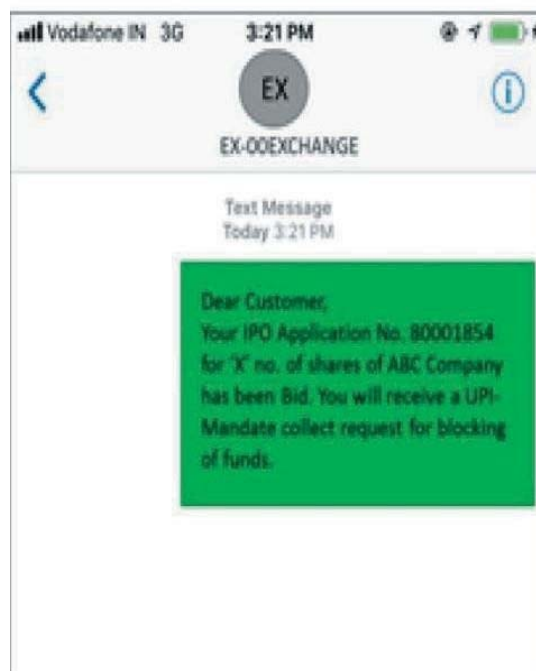 Vodafone IN 3G 3:21 PM
EX
EX-00EXCHANGE
Text Message
Today 3:21 PM
Dear Customer,
Your IPO Application No. 80001854
for 'X' no. of shares of ABC Company
has been Bid. You will receive a UPI-
Mandate collect request for blocking
of funds.